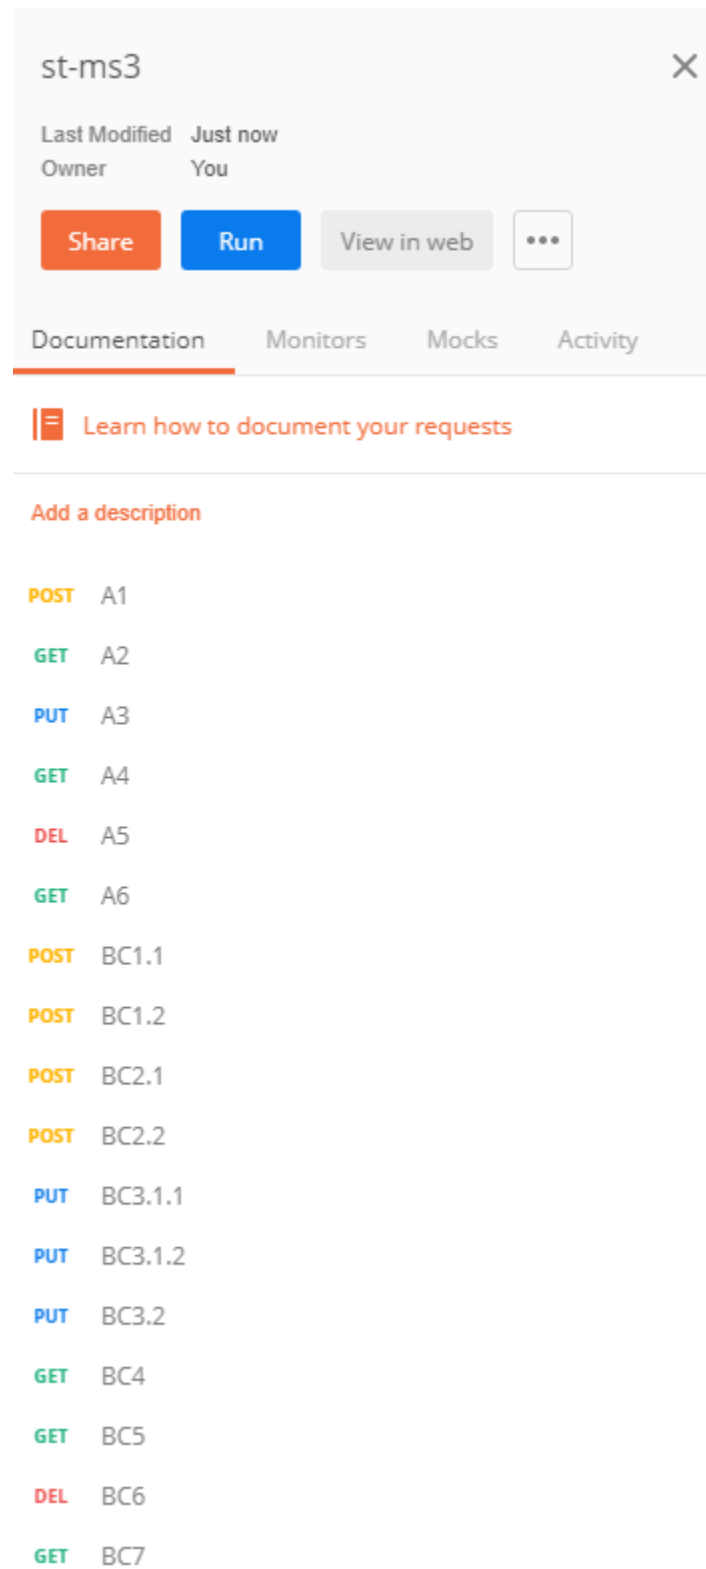 st-ms3
Last Modified Just now
Owner You
Share Run View in web
Documentation Monitors Mocks Activity
Learn how to document your requests
Add a description
POST A1
GET A2
PUT A3
GET A4
DEL A5
GET A6
POST BC1.1
POST BC1.2
POST BC2.1
POST BC2.2
PUT BC3.1.1
PUT BC3.1.2
PUT BC3.2
GET BC4
GET BC5
DEL BC6
GET BC7